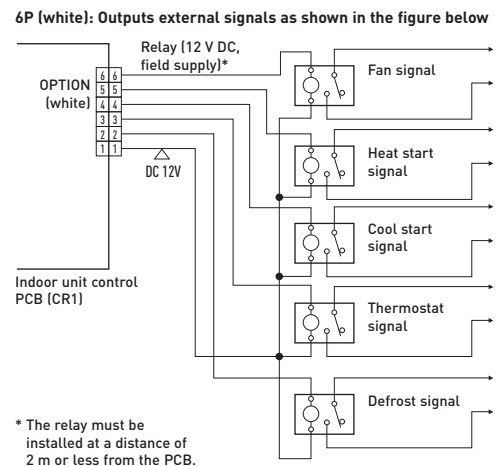 6P (white): Outputs external signals as shown in the figure below
Relay (12 V DC,
field supply)*
OPTION
(white)
6 6
5 5
4 4
3 3
2 2
1 1
DC 12V
Fan signal
Heat start
signal
Cool start
signal
Thermostat
signal
Defrost signal
Indoor unit control
PCB (CR1)
* The relay must be
installed at a distance of
2 m or less from the PCB.